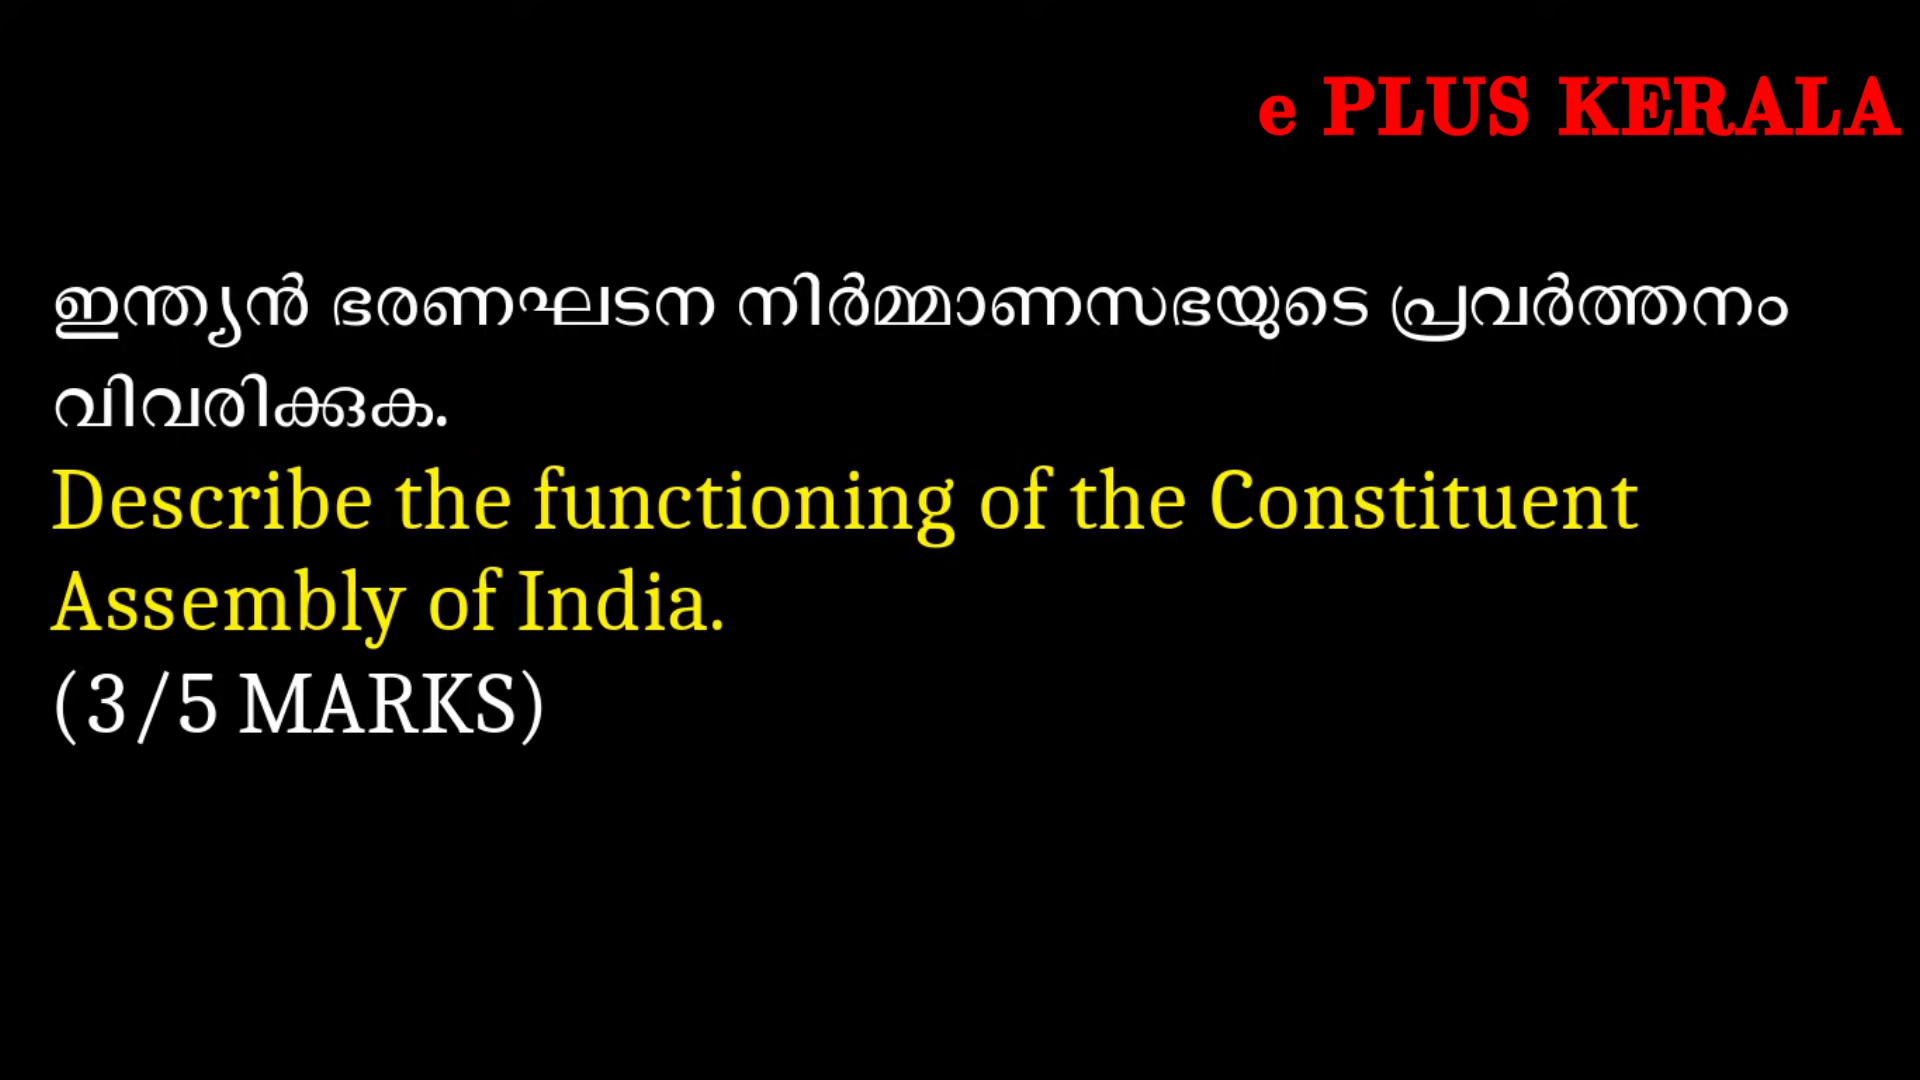 e PLUS KERALA
ഇന്ത്യൻ ഭരണഘടന നിർമ്മാണസഭയുടെ പ്രവർത്തനം
വിവരിക്കുക.
Describe the functioning of the Constituent
Assembly of India.
(3/5 MARKS)